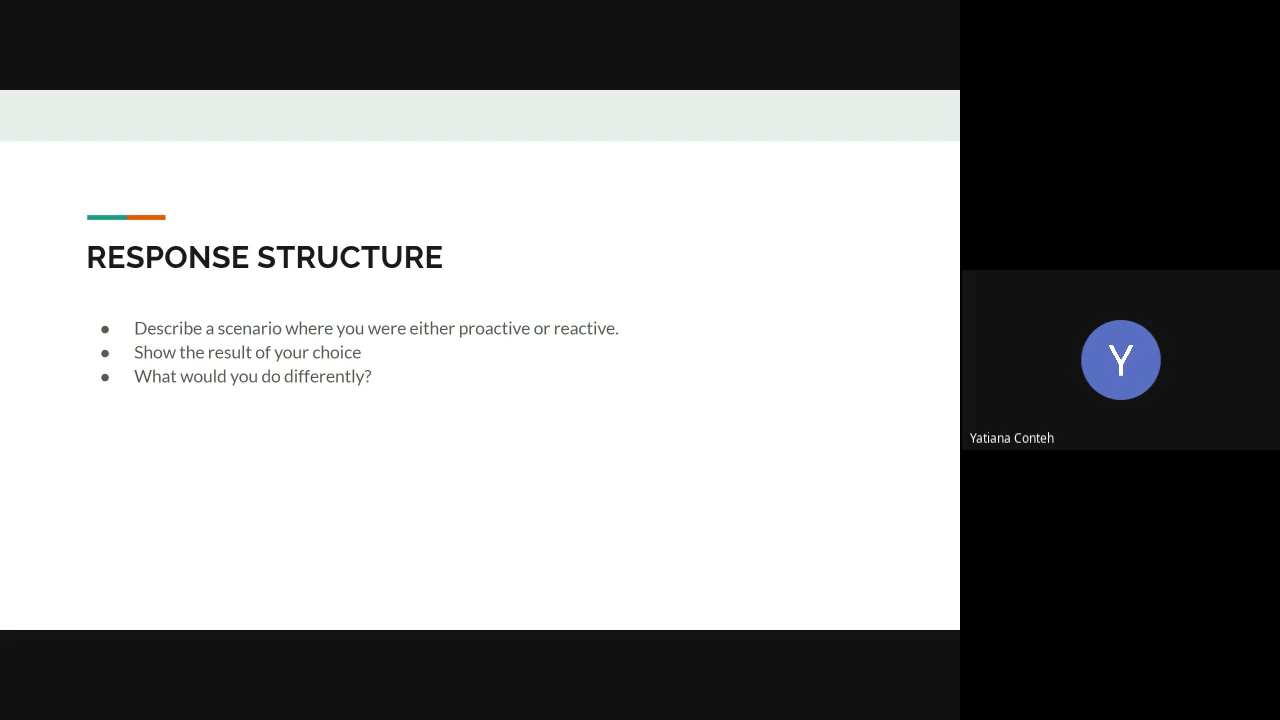 RESPONSE STRUCTURE
● Describe a scenario where you were either proactive or reactive.
● Show the result of your choice
● What would you do differently?
Y
Yatiana Conteh